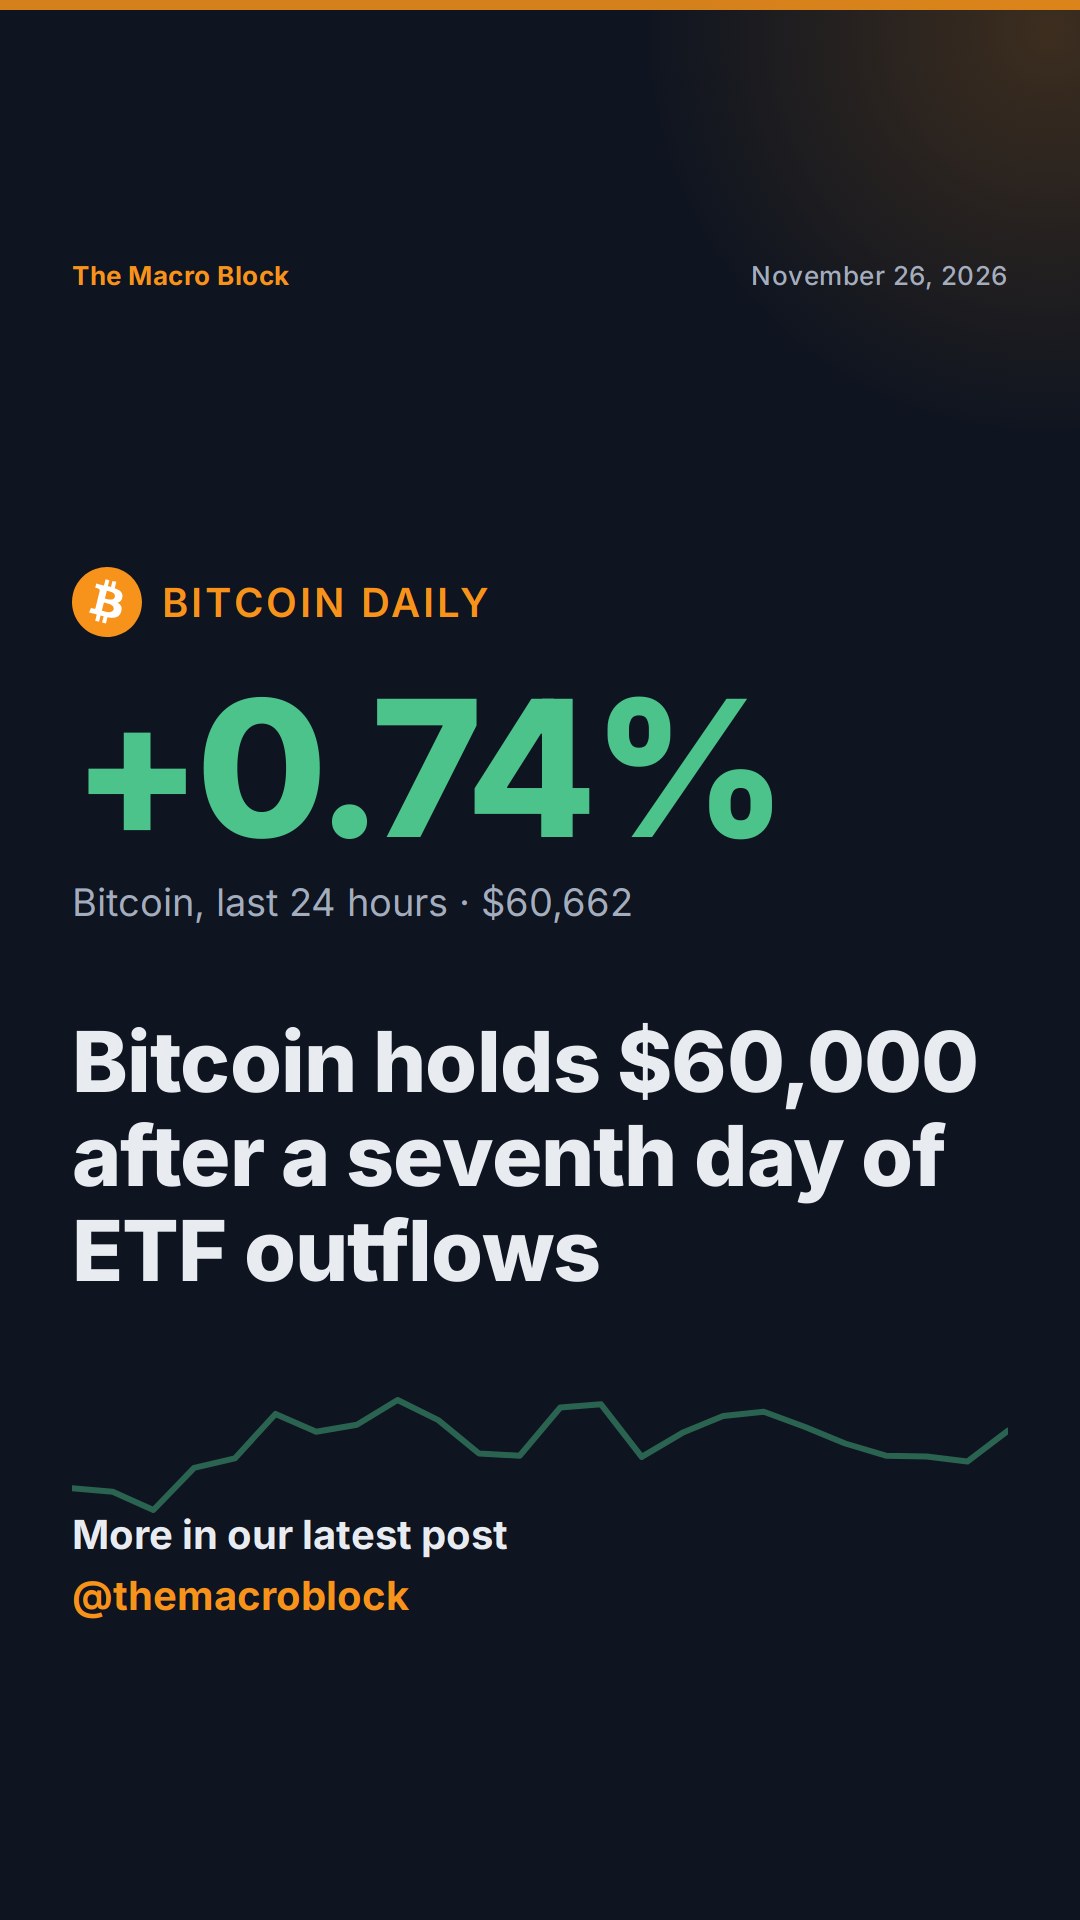 The Macro Block
November 26, 2026
BITCOIN DAILY
+0.74%
Bitcoin, last 24 hours · $60,662
Bitcoin holds $60,000
after a seventh day of
ETF outflows
More in our latest post
@themacroblock